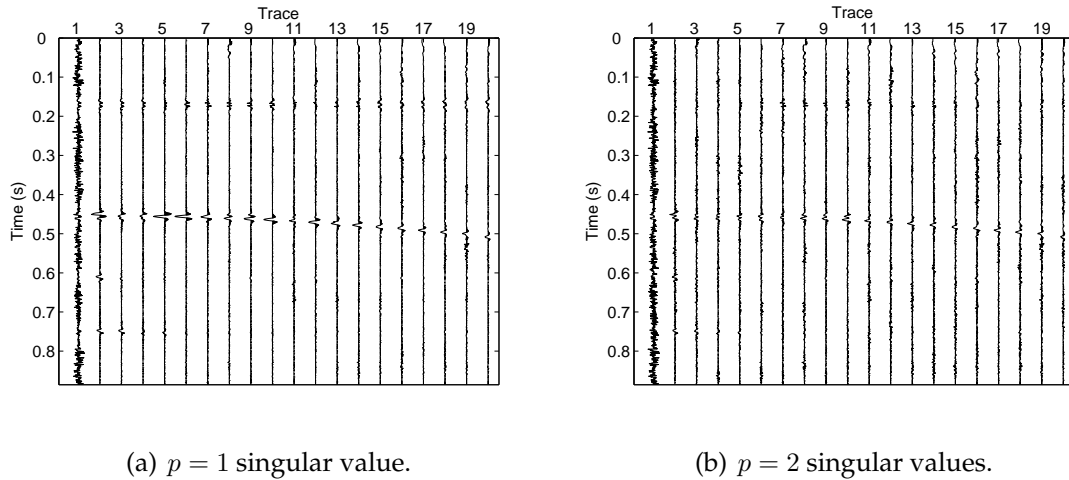 Trace
1 3 5 7 9 11 13 15 17 19
0
0.1
0.2
0.3
0.4
0.5
0.6
0.7
0.8
Time (s)
(a) p = 1 singular value.
Trace
1 3 5 7 9 11 13 15 17 19
0
0.1
0.2
0.3
0.4
0.5
0.6
0.7
0.8
Time (s)
(b) p = 2 singular values.